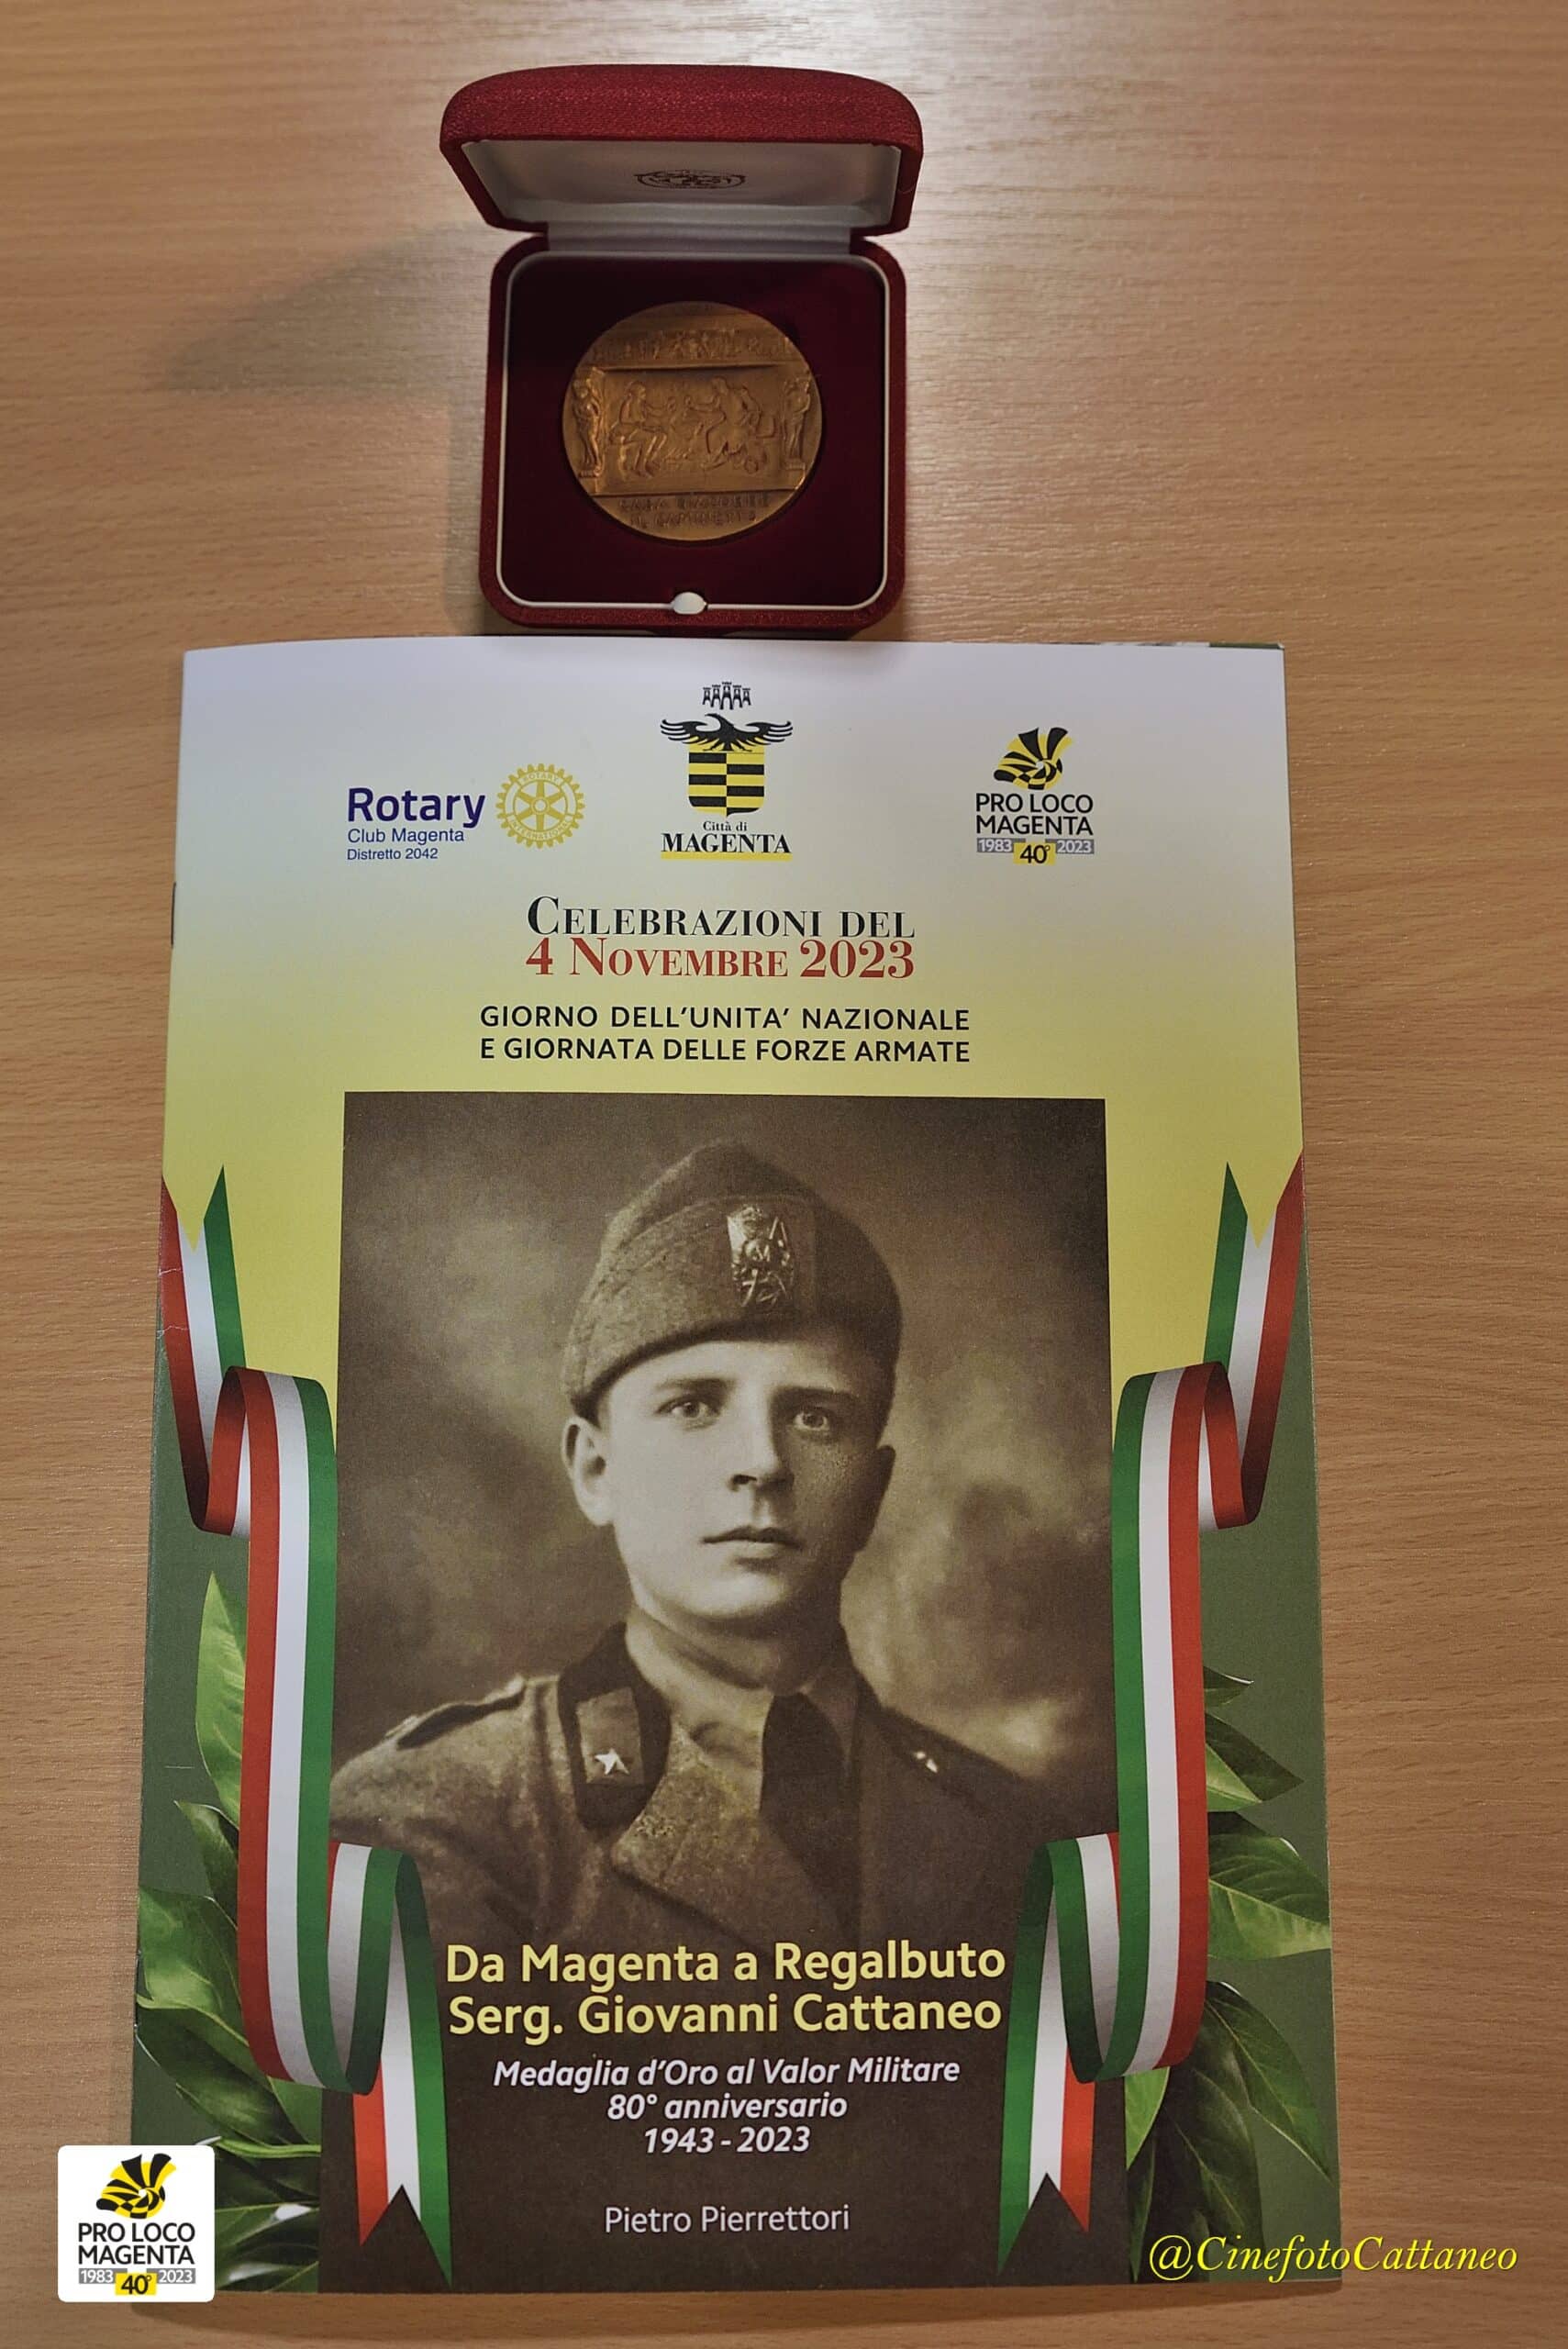 Rotary
Club Magenta
Distretto 2042
ROTARY
INTERNATIONAL
Città di
MAGENTA
PRO LOCO
MAGENTA
1983 40° 2023
CELEBRAZIONI DEL
4 NOVEMBRE 2023
GIORNO DELL'UNITA' NAZIONALE
E GIORNATA DELLE FORZE ARMATE
Da Magenta a Regalbuto
Serg. Giovanni Cattaneo
Medaglia d'Oro al Valor Militare
80° anniversario
1943 - 2023
Pietro Pierrettori
PRO LOCO
MAGENTA
1983 40° 2023
@CinefotoCattaneo